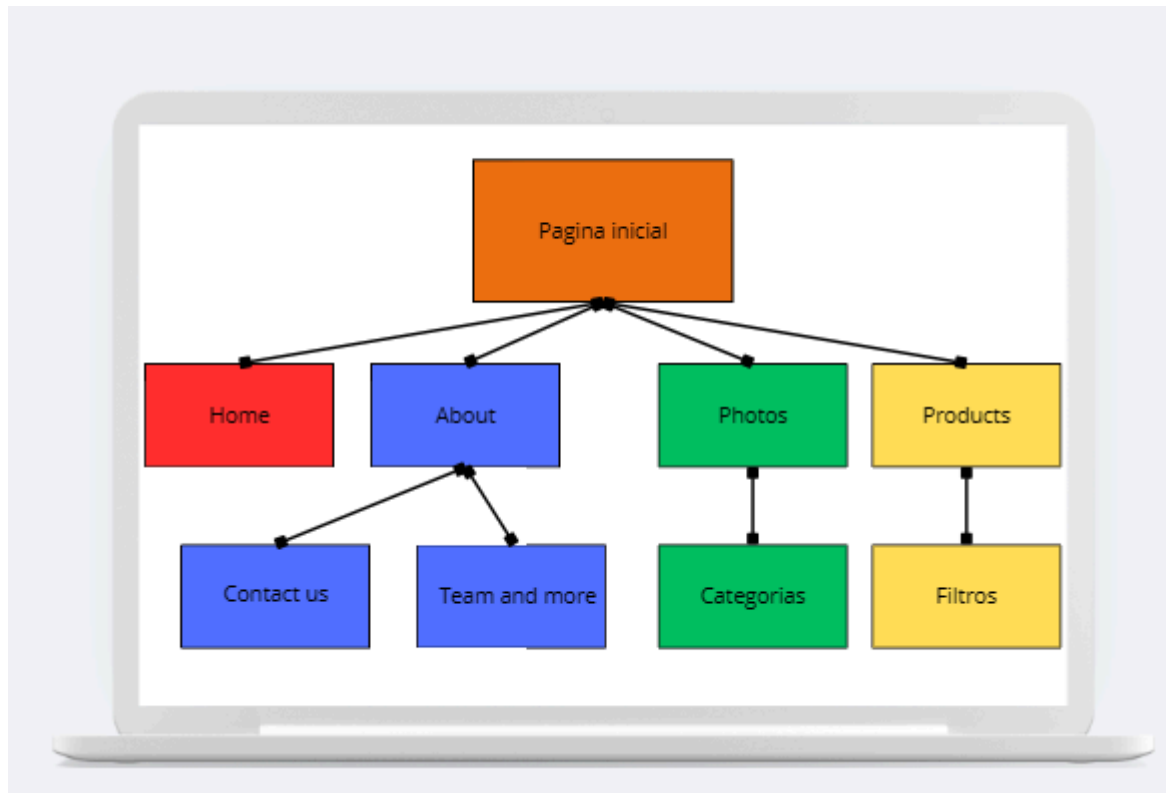 Pagina inicial
Home
About
Photos
Products
Contact us
Team and more
Categorias
Filtros